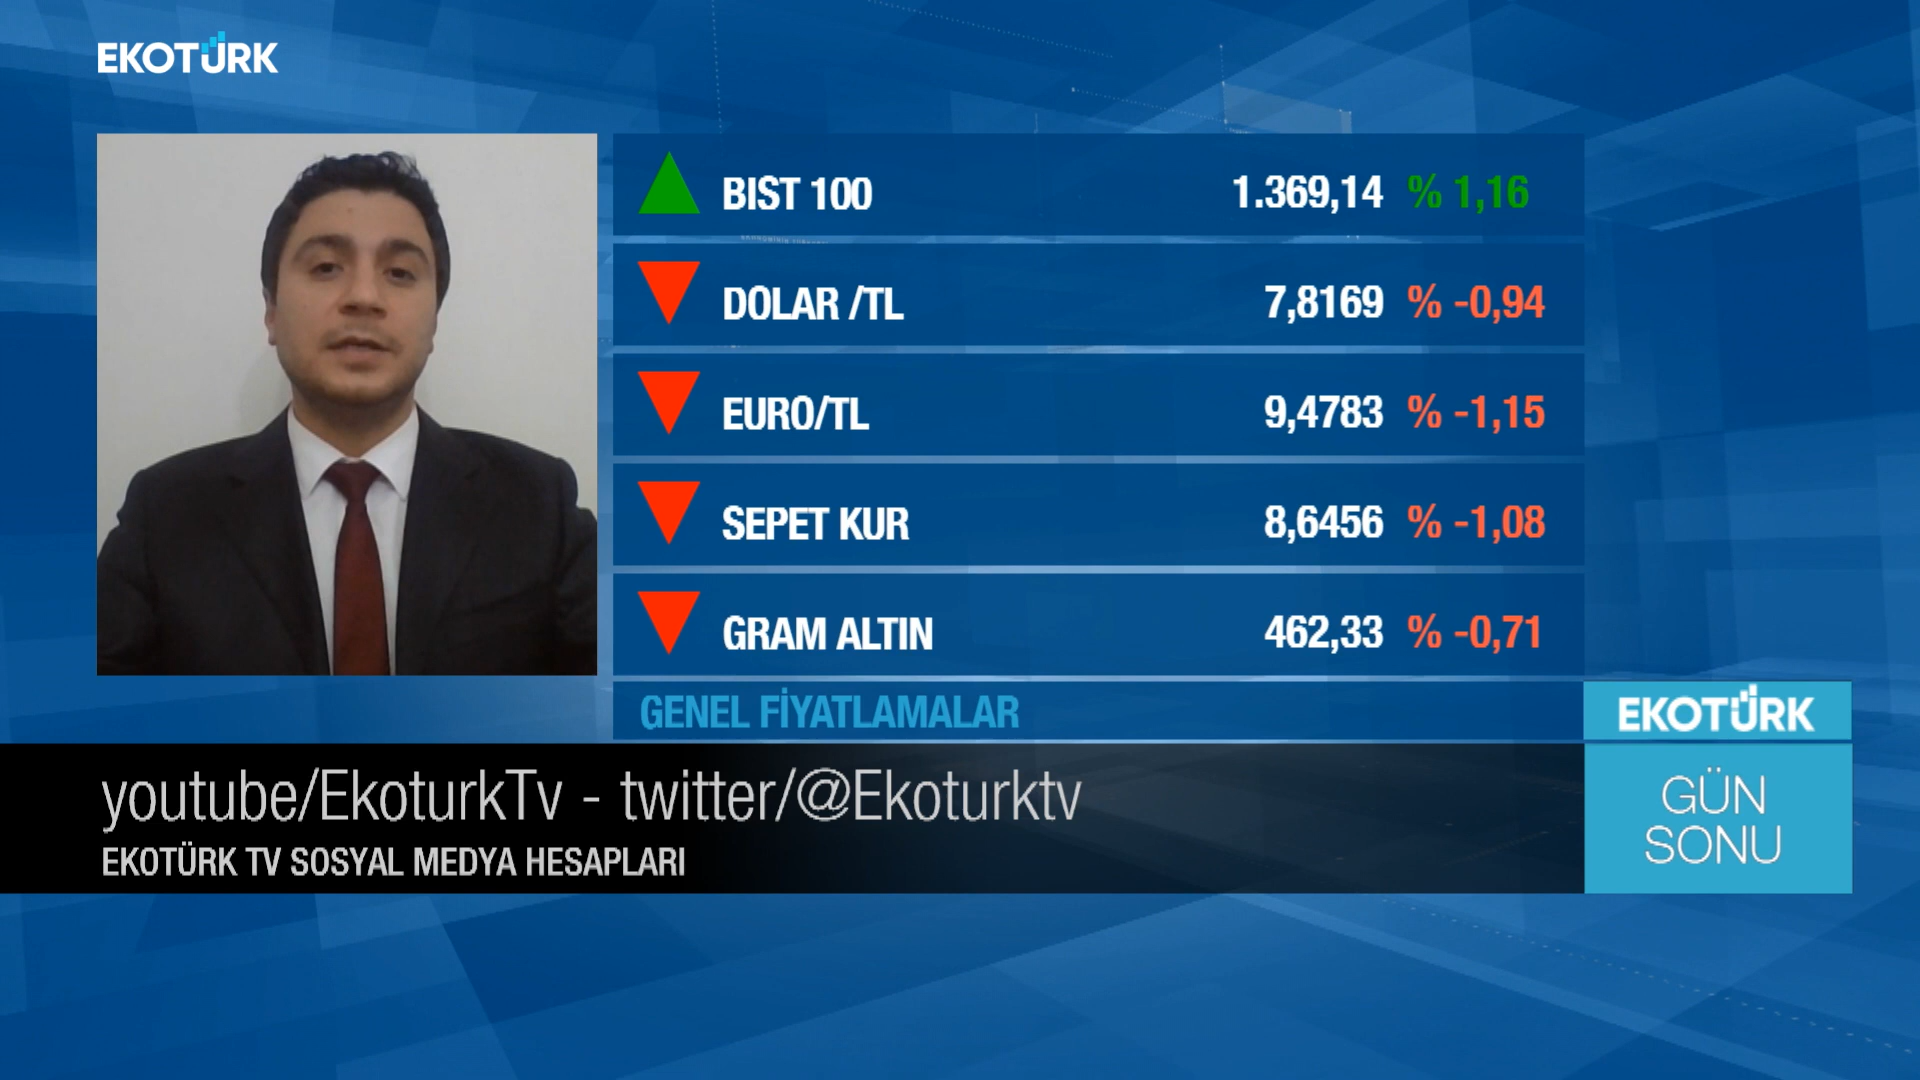 EKOTÜRK
BIST 100 1.369,14 % 1,16
DOLAR /TL 7,8169 % -0,94
EURO/TL 9,4783 % -1,15
SEPET KUR 8,6456 % -1,08
GRAM ALTIN 462,33 % -0,71
GENEL FİYATLAMALAR
EKOTÜRK
youtube/EkoturkTv - twitter/@Ekoturktv
EKOTÜRK TV SOSYAL MEDYA HESAPLARI
GÜN
SONU